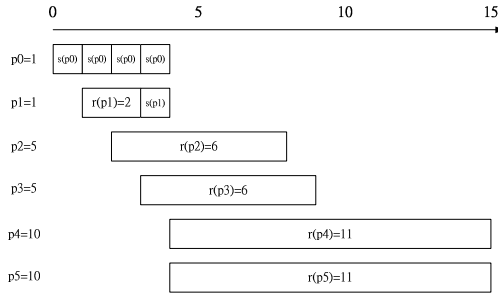 0 5 10 15
p0=1 s(p0) s(p0) s(p0) s(p0)
p1=1 r(p1)=2 s(p1)
p2=5 r(p2)=6
p3=5 r(p3)=6
p4=10 r(p4)=11
p5=10 r(p5)=11